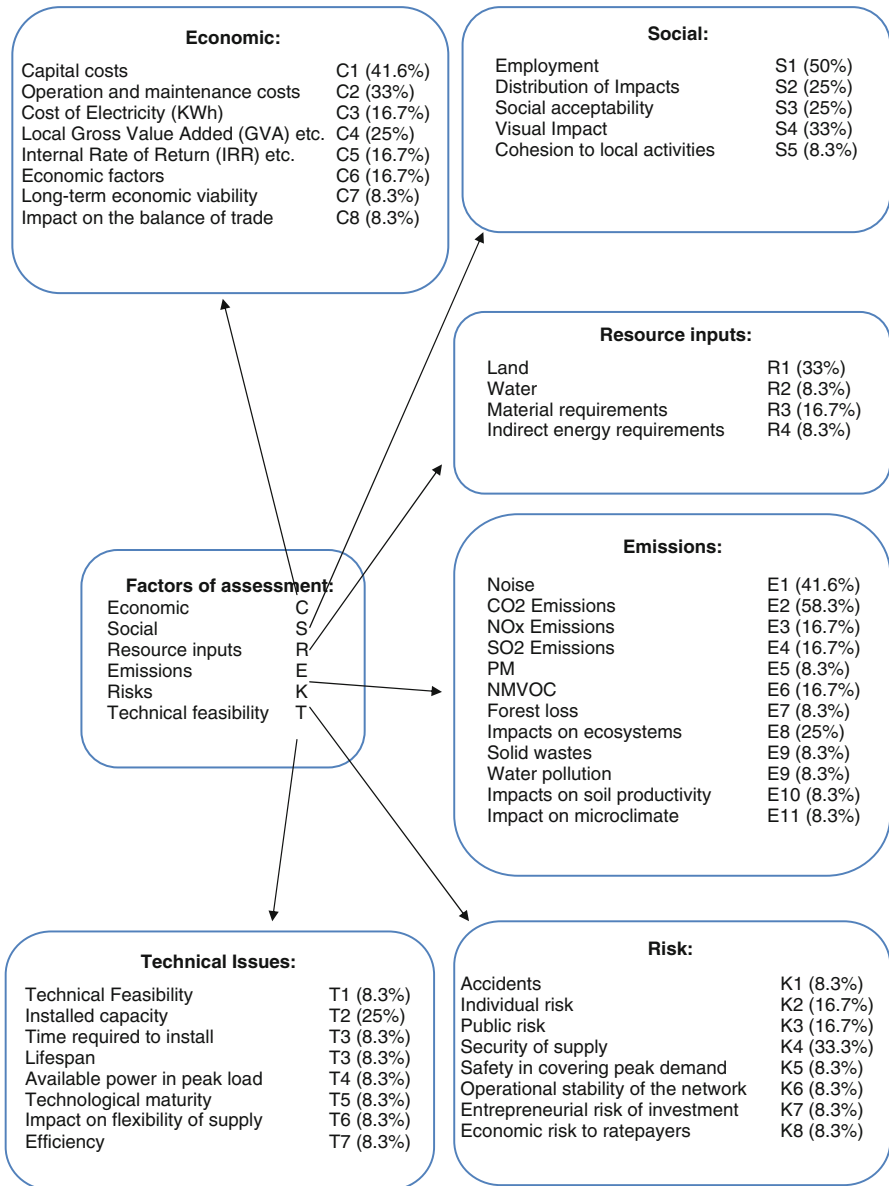 Economic:
Capital costs C1 (41.6%)
Operation and maintenance costs C2 (33%)
Cost of Electricity (KWh) C3 (16.7%)
Local Gross Value Added (GVA) etc. C4 (25%)
Internal Rate of Return (IRR) etc. C5 (16.7%)
Economic factors C6 (16.7%)
Long-term economic viability C7 (8.3%)
Impact on the balance of trade C8 (8.3%)
Social:
Employment S1 (50%)
Distribution of Impacts S2 (25%)
Social acceptability S3 (25%)
Visual Impact S4 (33%)
Cohesion to local activities S5 (8.3%)
Resource inputs:
Land R1 (33%)
Water R2 (8.3%)
Material requirements R3 (16.7%)
Indirect energy requirements R4 (8.3%)
Factors of assessment:
Economic C
Social S
Resource inputs R
Emissions E
Risks K
Technical feasibility T
Emissions:
Noise E1 (41.6%)
CO2 Emissions E2 (58.3%)
NOx Emissions E3 (16.7%)
SO2 Emissions E4 (16.7%)
PM E5 (8.3%)
NMVOC E6 (16.7%)
Forest loss E7 (8.3%)
Impacts on ecosystems E8 (25%)
Solid wastes E9 (8.3%)
Water pollution E9 (8.3%)
Impacts on soil productivity E10 (8.3%)
Impact on microclimate E11 (8.3%)
Technical Issues:
Technical Feasibility T1 (8.3%)
Installed capacity T2 (25%)
Time required to install T3 (8.3%)
Lifespan T3 (8.3%)
Available power in peak load T4 (8.3%)
Technological maturity T5 (8.3%)
Impact on flexibility of supply T6 (8.3%)
Efficiency T7 (8.3%)
Risk:
Accidents K1 (8.3%)
Individual risk K2 (16.7%)
Public risk K3 (16.7%)
Security of supply K4 (33.3%)
Safety in covering peak demand K5 (8.3%)
Operational stability of the network K6 (8.3%)
Entrepreneurial risk of investment K7 (8.3%)
Economic risk to ratepayers K8 (8.3%)